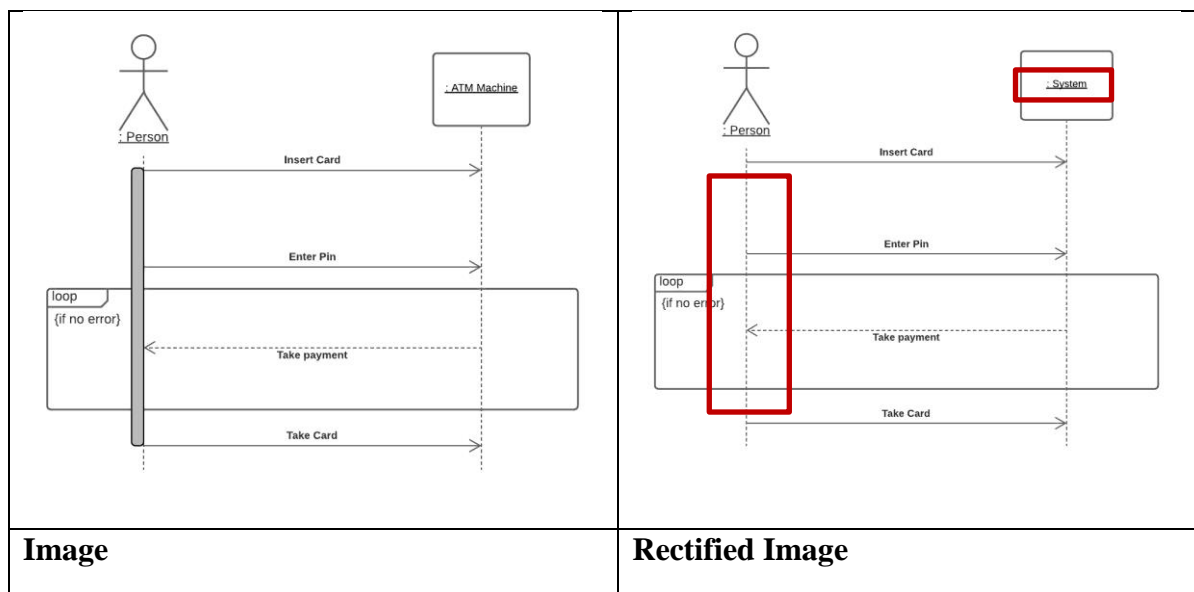 : ATM Machine
: Person
Insert Card
Enter Pin
loop
{if no error}
Take payment
Take Card
Image
: System
: Person
Insert Card
Enter Pin
loop
{if no error}
Take payment
Take Card
Rectified Image